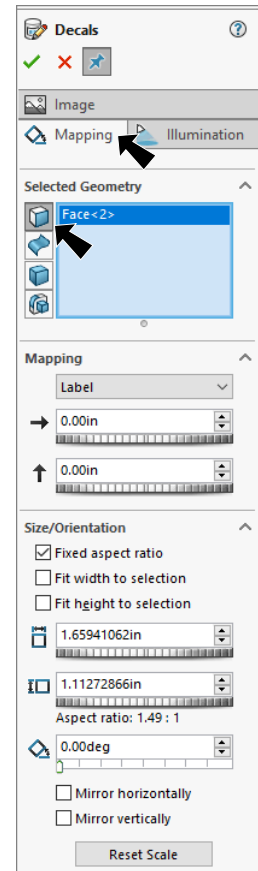 Decals
Image
Mapping
Illumination
Selected Geometry
Face<2>
Mapping
Label
0.00in
0.00in
Size/Orientation
Fixed aspect ratio
Fit width to selection
Fit height to selection
1.65941062in
1.11272866in
Aspect ratio: 1.49 : 1
0.00deg
Mirror horizontally
Mirror vertically
Reset Scale